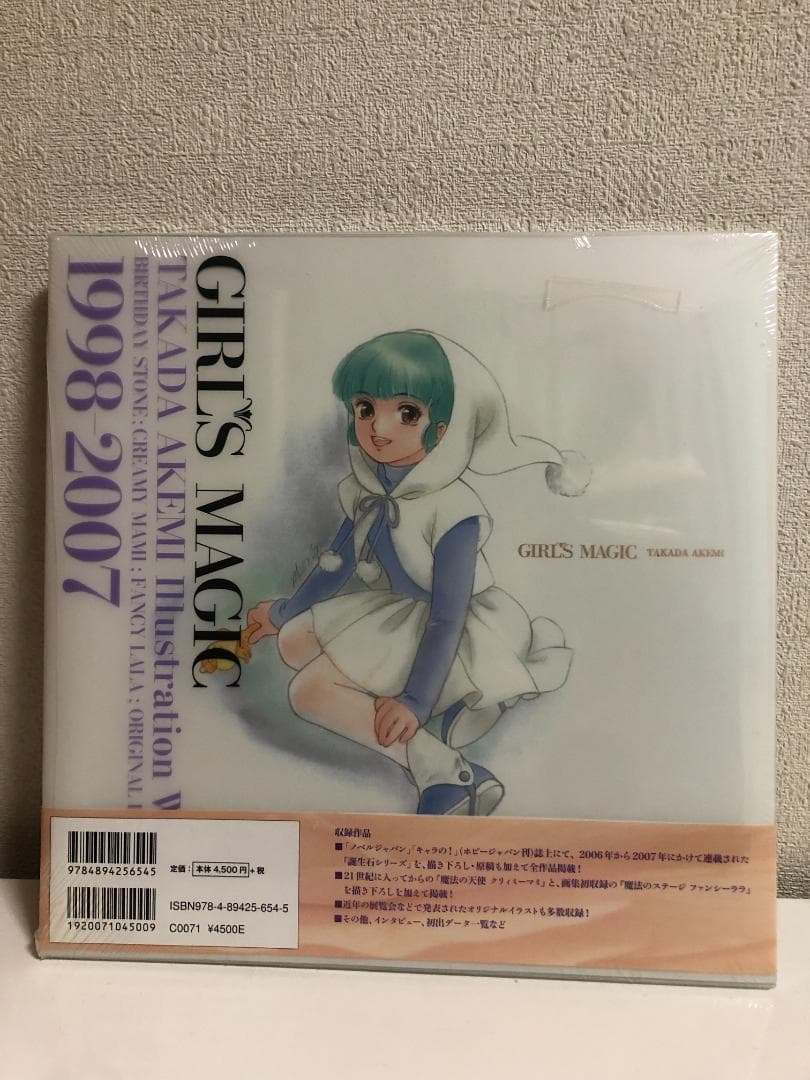 GIRL'S MAGIC
TAKADA AKEMI Illustration W
BIRTHDAY STONE : CREAMY MAMI : FANCY LALA : ORIGINAL I
1998-2007
GIRL'S MAGIC TAKADA AKEMI
9784894256545
定価：本体4,500円+税
ISBN978-4-89425-654-5
1920071045009
C0071 ¥4500E
収録作品
■「ノベルジャパン」「キャラの！」(ホビージャパン刊)誌上にて、2006年から2007年にかけて連載された
『誕生石シリーズ』を、描き下ろし・原稿も加えて全作品掲載！
■21世紀に入ってからの『魔法の天使 クリィミーマミ』と、画集初収録の『魔法のステージ ファンシーララ』
を描き下ろしを加えて掲載！
■近年の展覧会などで発表されたオリジナルイラストも多数収録！
■その他、インタビュー、初出データ一覧など